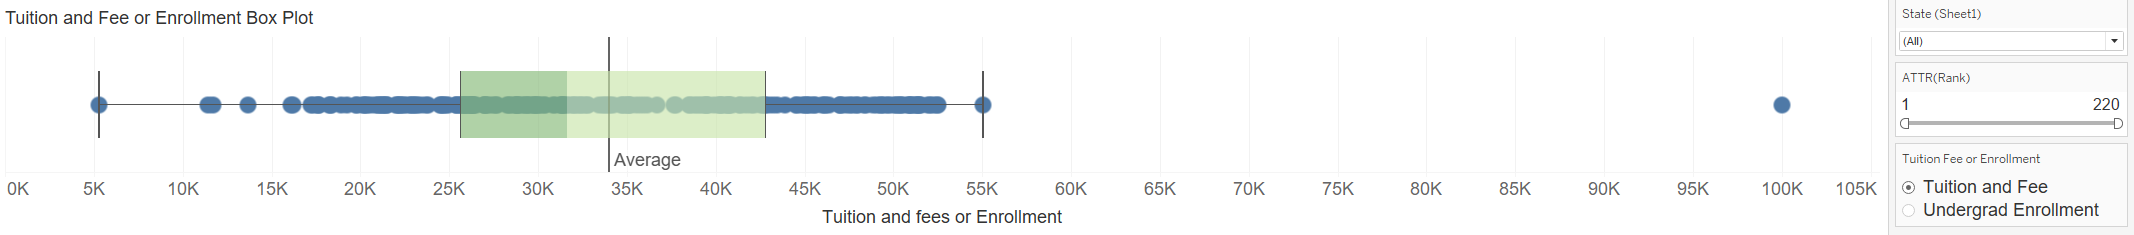 Tuition and Fee or Enrollment Box Plot
Average
0K 5K 10K 15K 20K 25K 30K 35K 40K 45K 50K 55K 60K 65K 70K 75K 80K 85K 90K 95K 100K 105K
Tuition and fees or Enrollment
State (Sheet1)
(All)
ATTR(Rank)
1 220
Tuition Fee or Enrollment
Tuition and Fee
Undergrad Enrollment